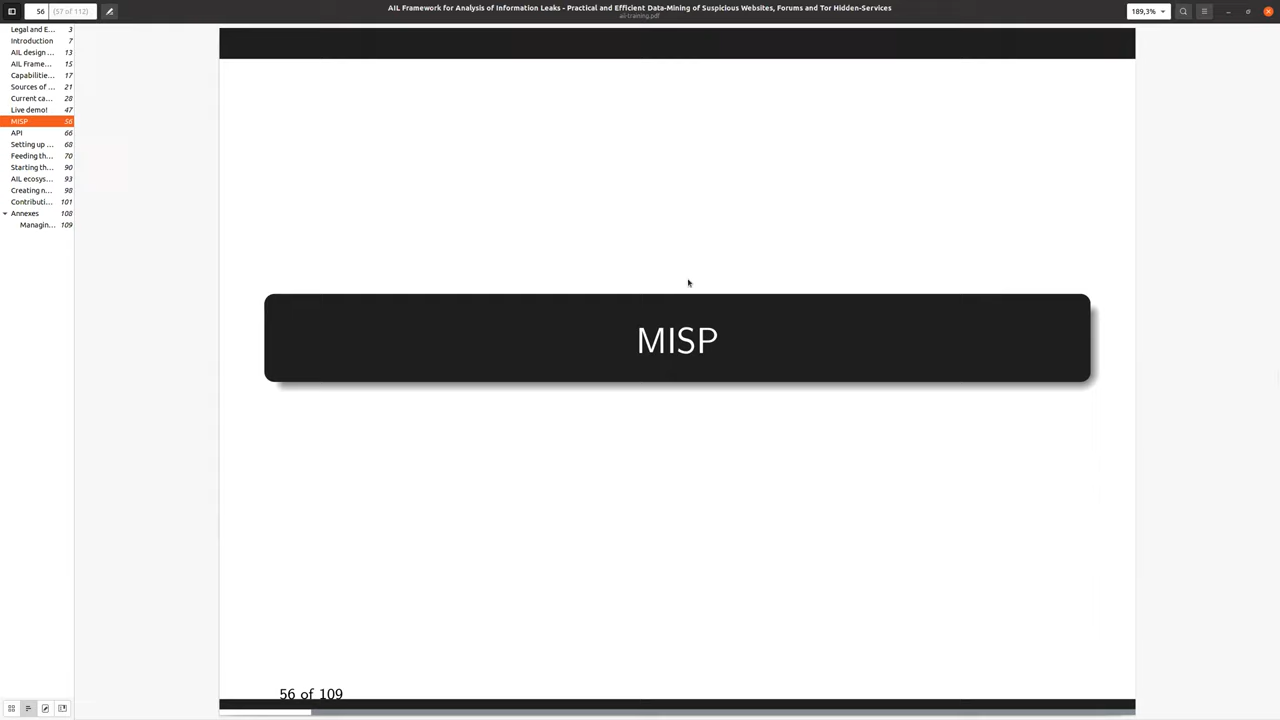 56
(57 of 112)
AIL Framework for Analysis of Information Leaks - Practical and Efficient Data-Mining of Suspicious Websites, Forums and Tor Hidden-Services
ail-training.pdf
189,3%
Legal and E... 3
Introduction 7
AIL design ... 13
AIL Frame... 15
Capabilitie... 17
Sources of ... 21
Current ca... 28
Live demo! 47
MISP 56
API 66
Setting up ... 68
Feeding th... 70
Starting th... 90
AIL ecosys... 93
Creating n... 98
Contributi... 101
Annexes 108
Managin... 109
MISP
56 of 109